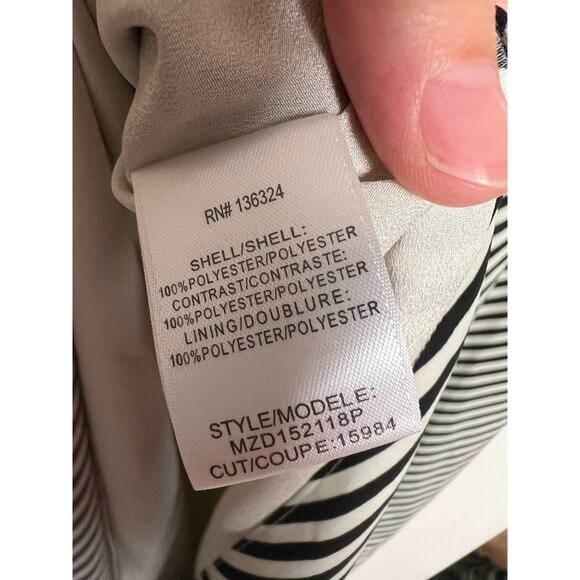 RN# 136324
SHELL/SHELL:
100%POLYESTER/POLYESTER
CONTRAST/CONTRASTE:
100%POLYESTER/POLYESTER
LINING/DOUBLURE:
100%POLYESTER/POLYESTER
STYLE/MODELE:
MZD152118P
CUT/COUPE:15984